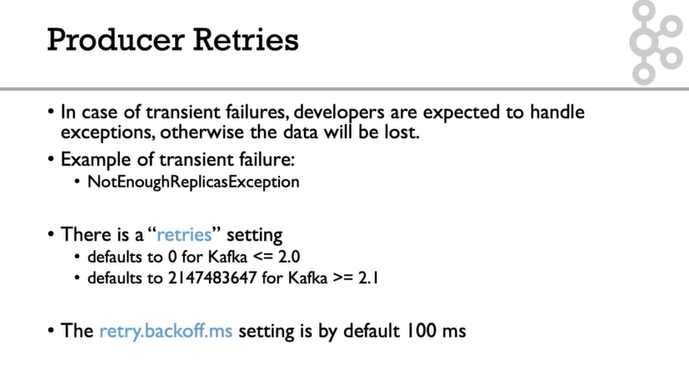 Producer Retries
• In case of transient failures, developers are expected to handle
exceptions, otherwise the data will be lost.
• Example of transient failure:
• NotEnoughReplicasException
• There is a “retries” setting
• defaults to 0 for Kafka <= 2.0
• defaults to 2147483647 for Kafka >= 2.1
• The retry.backoff.ms setting is by default 100 ms